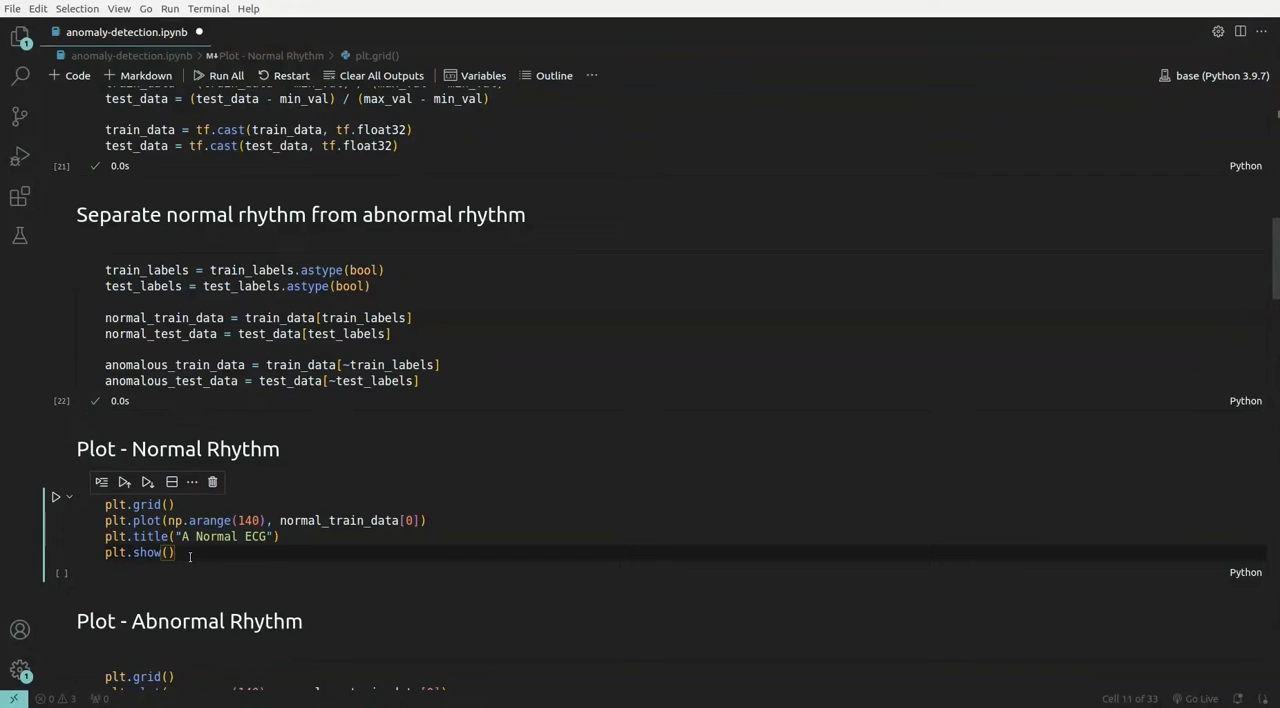 File Edit Selection View Go Run Terminal Help
anomaly-detection.ipynb
anomaly-detection.ipynb > M↓ Plot - Normal Rhythm > plt.grid()
+ Code + Markdown Run All Restart Clear All Outputs Variables Outline ··· base (Python 3.9.7)
test_data = (test_data - min_val) / (max_val - min_val)
train_data = tf.cast(train_data, tf.float32)
test_data = tf.cast(test_data, tf.float32)
[21] ✓ 0.0s Python
Separate normal rhythm from abnormal rhythm
train_labels = train_labels.astype(bool)
test_labels = test_labels.astype(bool)
normal_train_data = train_data[train_labels]
normal_test_data = test_data[test_labels]
anomalous_train_data = train_data[~train_labels]
anomalous_test_data = test_data[~test_labels]
[22] ✓ 0.0s Python
Plot - Normal Rhythm
plt.grid()
plt.plot(np.arange(140), normal_train_data[0])
plt.title("A Normal ECG")
plt.show()
[ ] Python
Plot - Abnormal Rhythm
plt.grid()
0 3 0 Cell 11 of 33 Go Live